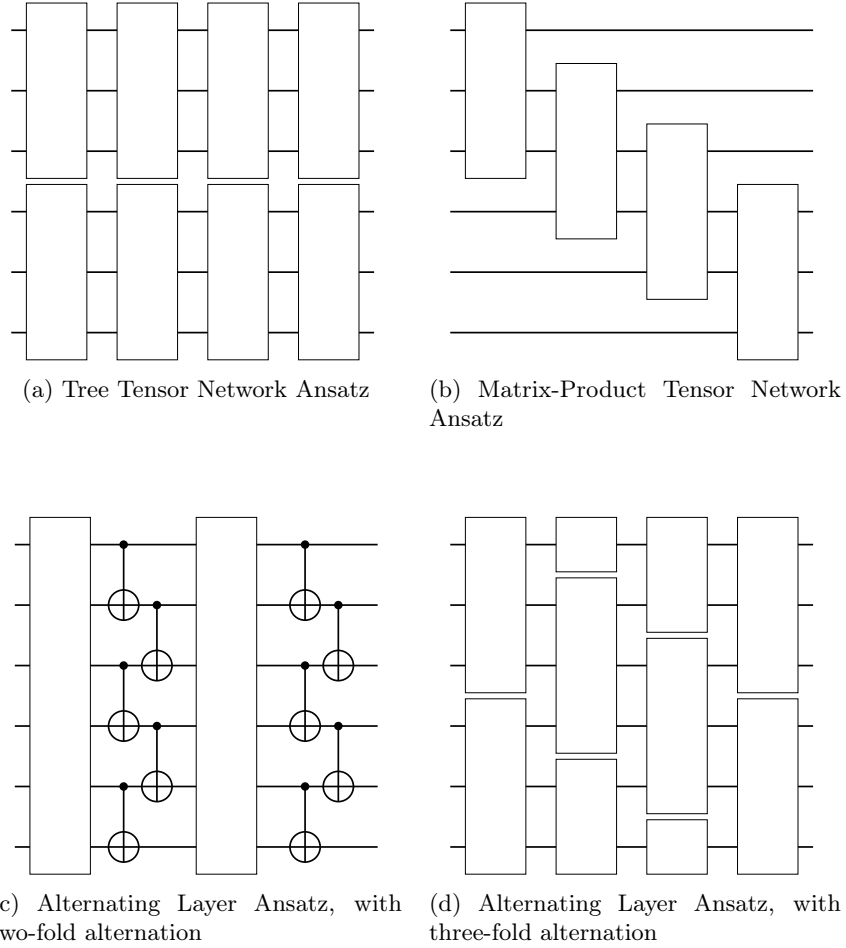 (a) Tree Tensor Network Ansatz
(b) Matrix-Product Tensor Network
Ansatz
c) Alternating Layer Ansatz, with
wo-fold alternation
(d) Alternating Layer Ansatz, with
three-fold alternation